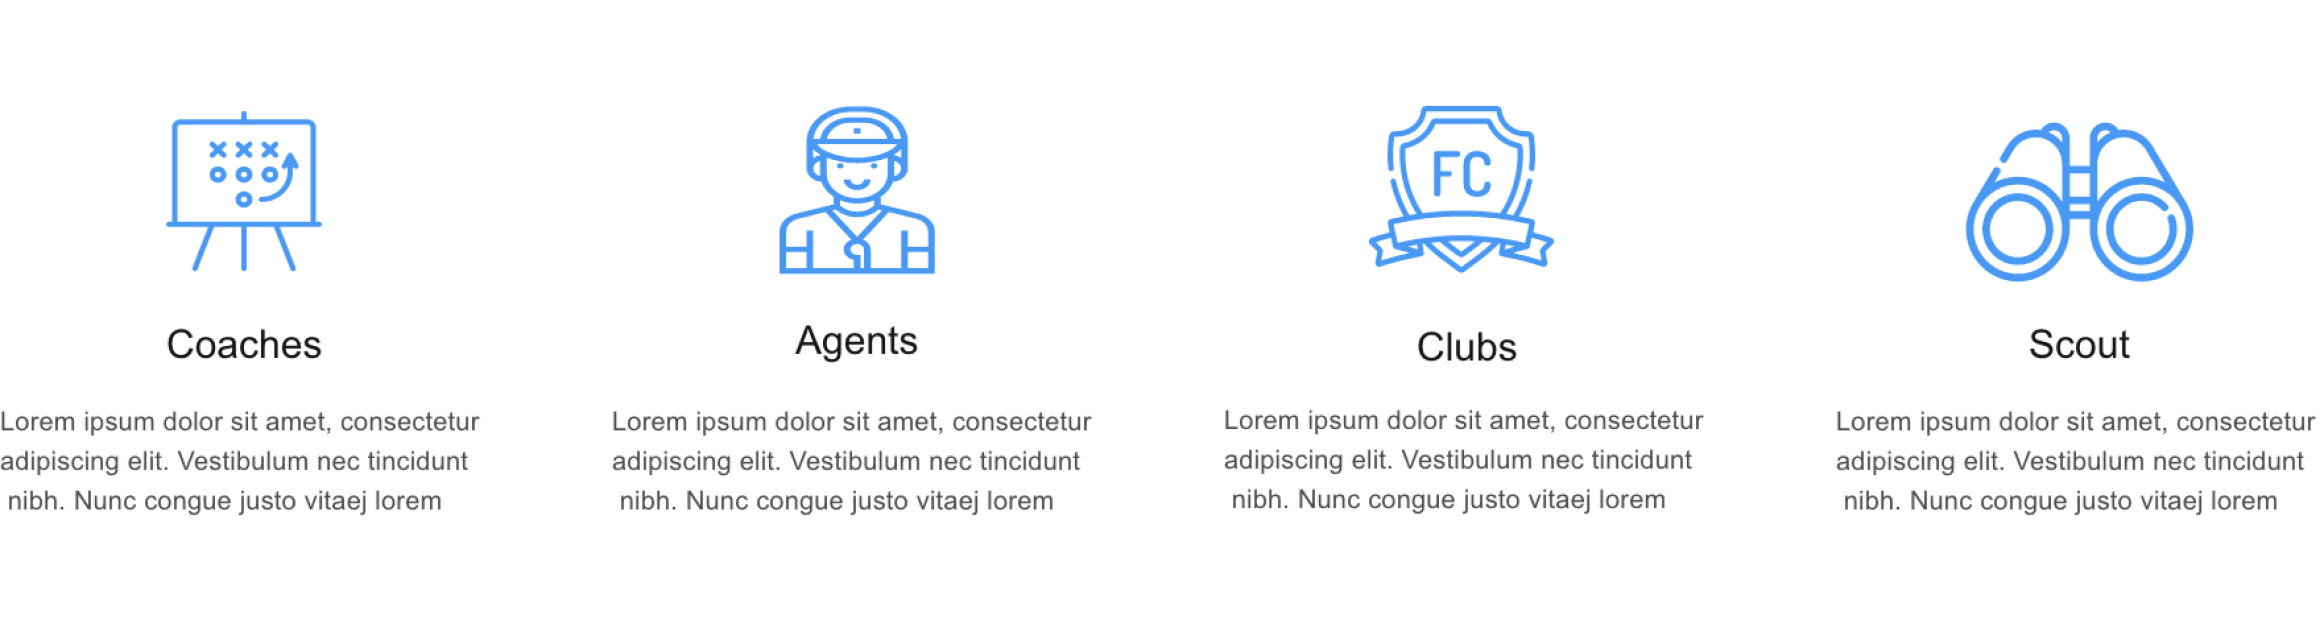 FC
Coaches
Lorem ipsum dolor sit amet, consectetur
adipiscing elit. Vestibulum nec tincidunt
nibh. Nunc congue justo vitaej lorem
Agents
Lorem ipsum dolor sit amet, consectetur
adipiscing elit. Vestibulum nec tincidunt
nibh. Nunc congue justo vitaej lorem
Clubs
Lorem ipsum dolor sit amet, consectetur
adipiscing elit. Vestibulum nec tincidunt
nibh. Nunc congue justo vitaej lorem
Scout
Lorem ipsum dolor sit amet, consectetur
adipiscing elit. Vestibulum nec tincidunt
nibh. Nunc congue justo vitaej lorem